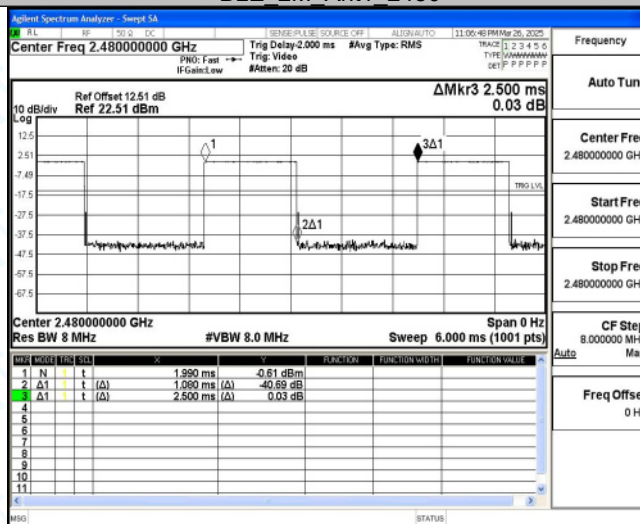 Agilent Spectrum Analyzer - Swept SA
RL RF 50 Ω DC SENSE:PULSE SOURCE OFF ALIGNAUTO 11:06:48 PM Mar 26, 2025
Center Freq 2.480000000 GHz
PNO: Fast
IFGain:Low
Trig Delay-2.000 ms #Avg Type: RMS
Trig: Video
#Atten: 20 dB
TRACE 1 2 3 4 5 6
TYPE
DET P P P P P P
Ref Offset 12.51 dB
10 dB/div Ref 22.51 dBm
Log
ΔMkr3 2.500 ms
0.03 dB
12.5
2.51
-7.49
-17.5
-27.5
-37.5
-47.5
-57.5
-67.5
1
3Δ1
TRIG LVL
2Δ1
Center 2.480000000 GHz Span 0 Hz
Res BW 8 MHz #VBW 8.0 MHz Sweep 6.000 ms (1001 pts)
MKR MODE TRC SCL X Y FUNCTION FUNCTION WIDTH FUNCTION VALUE
1 N 1 t 1.990 ms -0.61 dBm
2 Δ1 1 t (Δ) 1.080 ms (Δ) -40.69 dB
3 Δ1 1 t (Δ) 2.500 ms (Δ) 0.03 dB
4
5
6
7
8
9
10
11
MSG STATUS
Frequency
Auto Tun
Center Fre
2.480000000 GH
Start Fre
2.480000000 GH
Stop Fre
2.480000000 GH
CF Step
8.000000 MH
Auto Ma
Freq Offse
0 H